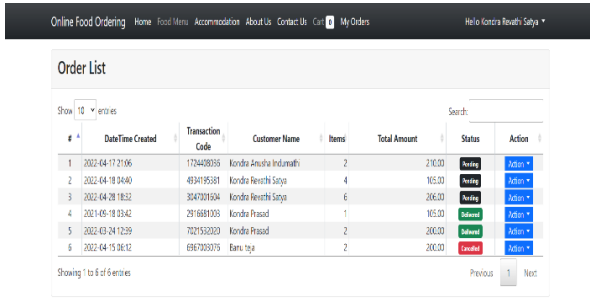 Online Food Ordering Home Food Menu Accommodation About Us Contact Us Cart 0 My Orders Hello Kondra Revathi Satya
Order List
Show 10 entries Search:
# DateTime Created Transaction Code Customer Name Items Total Amount Status Action
1 2022-04-17 21:06 1724408036 Kondra Anusha Indumathi 2 210.00 Pending Action
2 2022-04-18 04:40 4934195381 Kondra Revathi Satya 4 105.00 Pending Action
3 2022-04-28 18:32 3047001604 Kondra Revathi Satya 6 206.00 Pending Action
4 2021-09-18 03:42 2916681003 Kondra Prasad 1 105.00 Delivered Action
5 2022-03-24 12:39 7021532020 Kondra Prasad 2 200.00 Delivered Action
6 2022-04-15 06:12 6967003076 Banu teja 2 200.00 Cancelled Action
Showing 1 to 6 of 6 entries Previous 1 Next